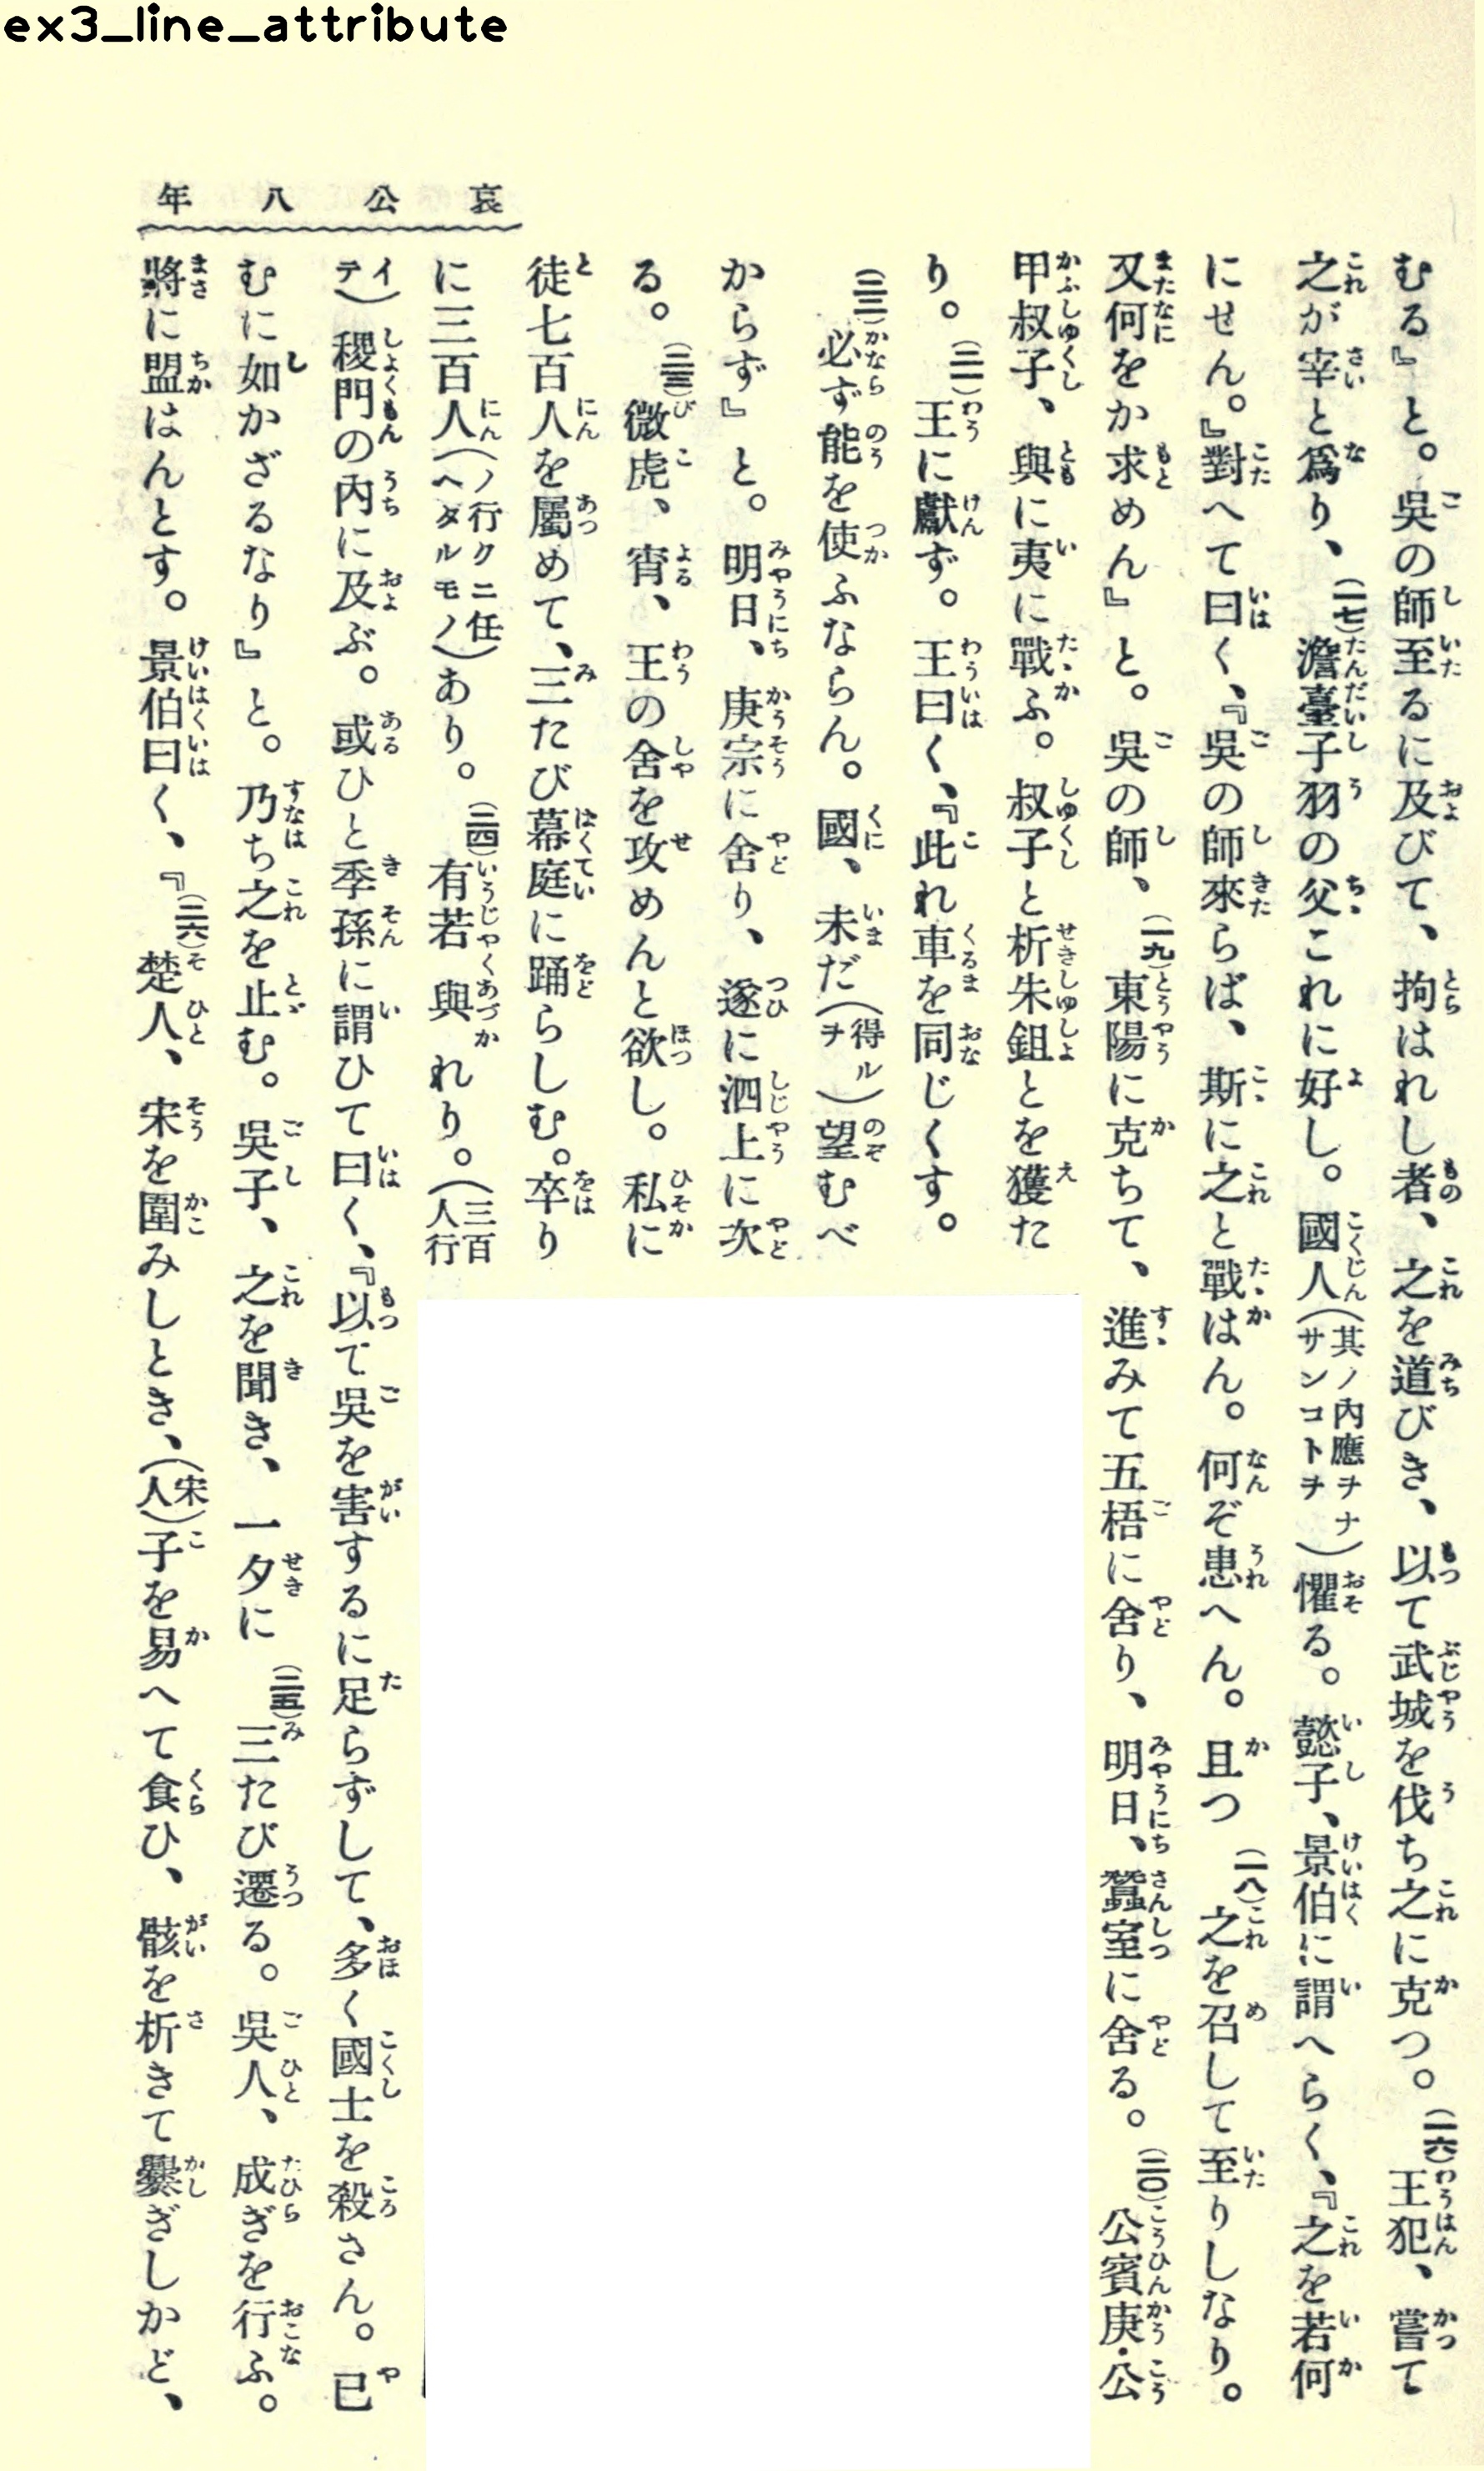 ex3_line_attribute
哀公八年
むる』と。吳の師至るに及びて、拘はれし者、之を道びき、以て武城を伐ち之に克つ。(一六)王犯、嘗て
之が宰と爲り、(一七)澹臺子羽の父これに好し。國人(其ノ內應ヲナサンコトヲ)懼る。懿子、景伯に謂へらく、『之を若何
にせん。』對へて曰く、『吳の師來らば、斯に之と戰はん。何ぞ患へん。且つ(一八)之を召して至りしなり。
又何をか求めん』と。吳の師、(一九)東陽に克ちて、進みて五梧に舍り、明日、蠶室に舍る。(二〇)公賓庚・公
甲叔子、與に夷に戰ふ。叔子と析朱鉏とを獲た
り。(二一)王に獻ず。王曰く、『此れ車を同じくす。
(二二)必ず能を使ふならん。國、未だ(得ルヲ)望むべ
からず』と。明日、庚宗に舍り、遂に泗上に次
る。(二三)微虎、宵、王の舍を攻めんと欲し。私に
徒七百人を屬めて、三たび幕庭に踊らしむ。卒り
に三百人(ノ行クニ任ヘタルモノ)あり。(二四)有若與れり。(三百人行
イテ)稷門の內に及ぶ。或ひと季孫に謂ひて曰く、『以て吳を害するに足らずして、多く國士を殺さん。已
むに如かざるなり』と。乃ち之を止む。吳子、之を聞き、一夕に(二五)三たび遷る。吳人、成ぎを行ふ。
將に盟はんとす。景伯曰く、『(二六)楚人、宋を圍みしとき、(宋人)子を易へて食ひ、骸を析きて爨ぎしかど、